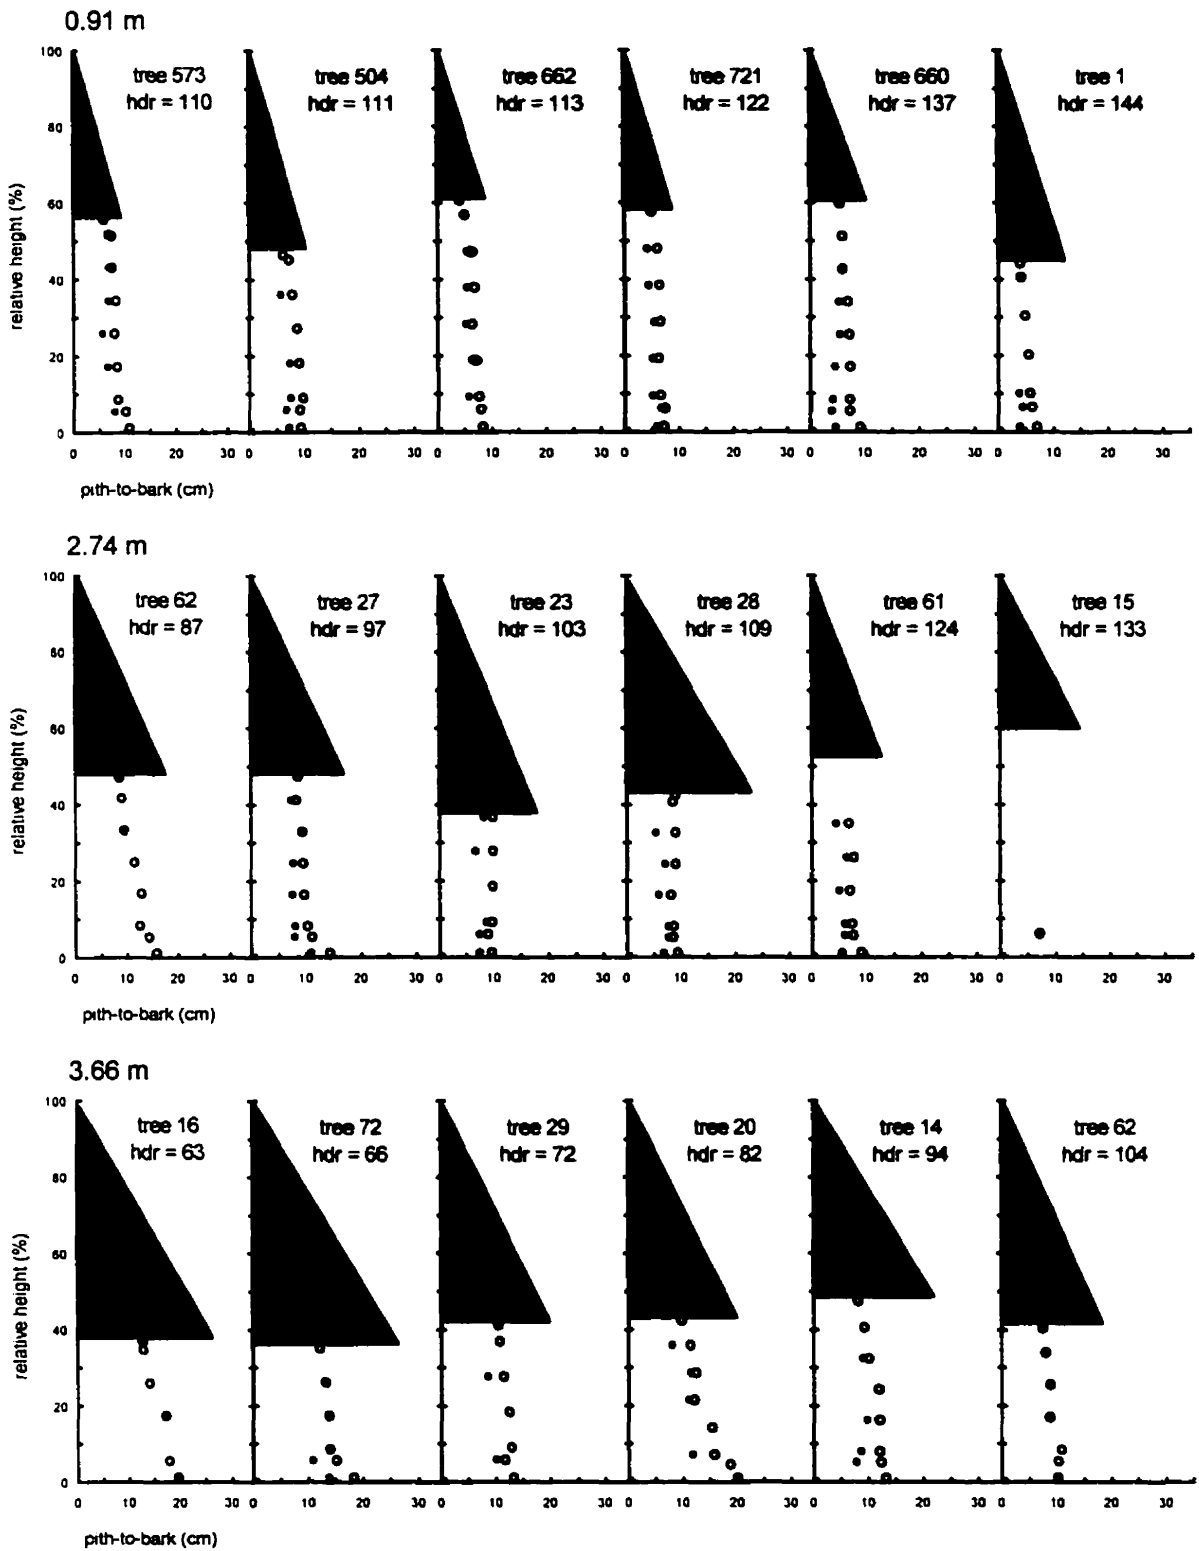 0.91 m
100 80 60 40 20 0
relative height (%)
tree 573
hdr = 110
tree 504
hdr = 111
tree 662
hdr = 113
tree 721
hdr = 122
tree 660
hdr = 137
tree 1
hdr = 144
0 10 20 30 0 10 20 30 0 10 20 30 0 10 20 30 0 10 20 30 0 10 20 30
pith-to-bark (cm)
2.74 m
100 80 60 40 20 0
relative height (%)
tree 62
hdr = 87
tree 27
hdr = 97
tree 23
hdr = 103
tree 28
hdr = 109
tree 61
hdr = 124
tree 15
hdr = 133
0 10 20 30 0 10 20 30 0 10 20 30 0 10 20 30 0 10 20 30 0 10 20 30
pith-to-bark (cm)
3.66 m
100 80 60 40 20 0
relative height (%)
tree 16
hdr = 63
tree 72
hdr = 66
tree 29
hdr = 72
tree 20
hdr = 82
tree 14
hdr = 94
tree 62
hdr = 104
0 10 20 30 0 10 20 30 0 10 20 30 0 10 20 30 0 10 20 30 0 10 20 30
pith-to-bark (cm)